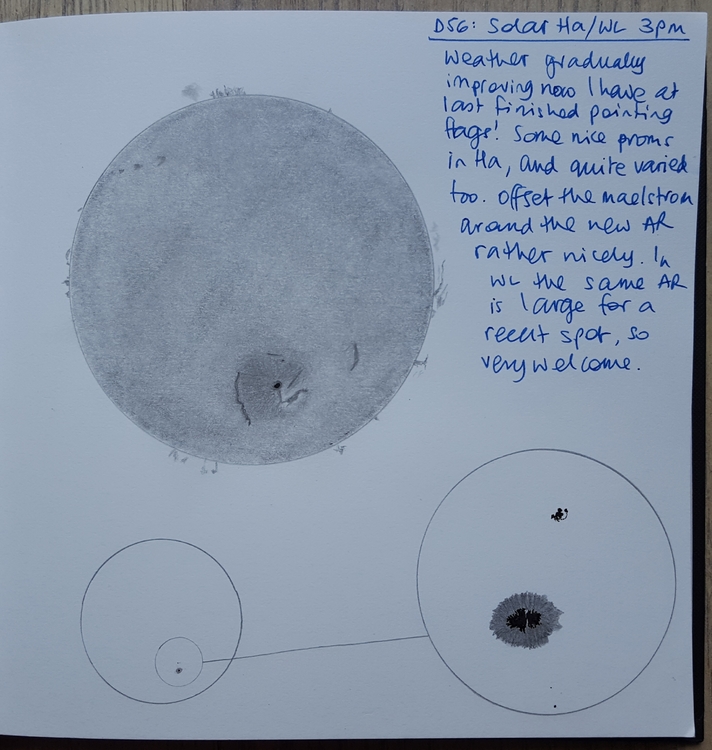 D56: Solar Ha/WL 3pm
Weather gradually
improving now I have at
last finished painting
flags! Some nice proms
in Ha, and quite varied
too. Offset the maelstrom
around the new AR
rather nicely. In
WL the same AR
is large for a
recent spot, so
very welcome.